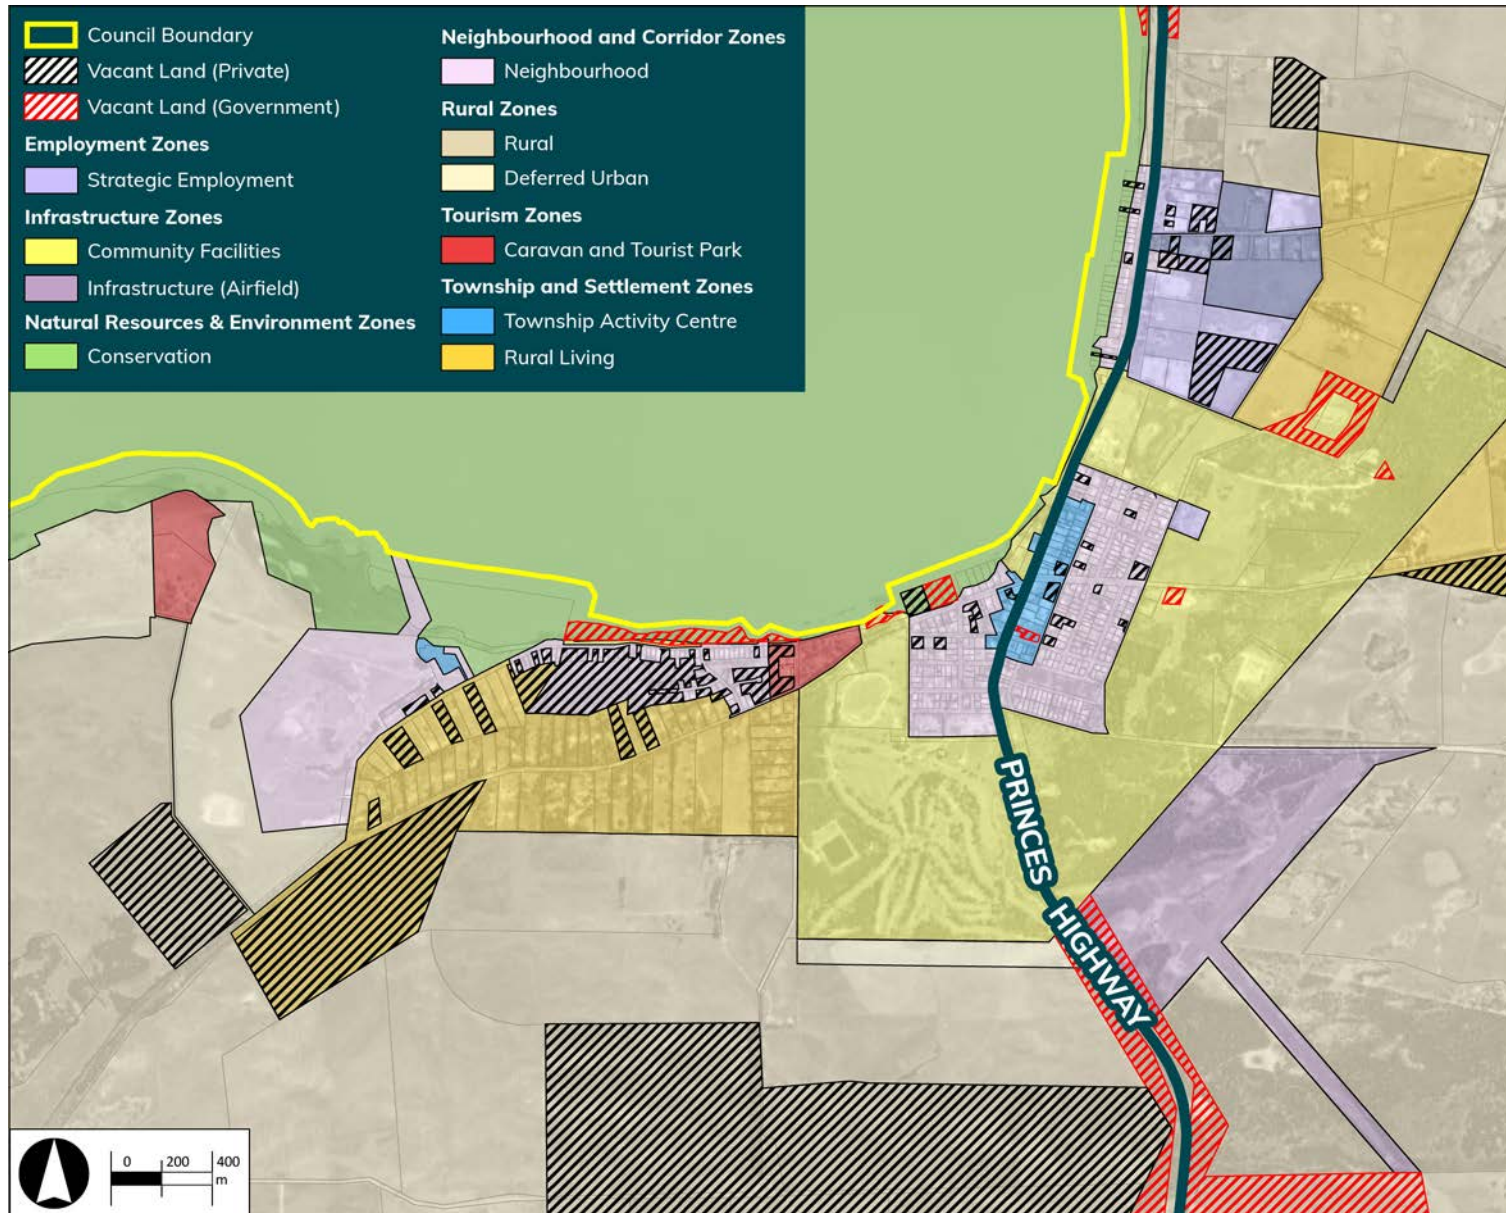 Council Boundary
Vacant Land (Private)
Vacant Land (Government)
Employment Zones
Strategic Employment
Infrastructure Zones
Community Facilities
Infrastructure (Airfield)
Natural Resources & Environment Zones
Conservation
Neighbourhood and Corridor Zones
Neighbourhood
Rural Zones
Rural
Deferred Urban
Tourism Zones
Caravan and Tourist Park
Township and Settlement Zones
Township Activity Centre
Rural Living
PRINCES
HIGHWAY
0 200 400
m